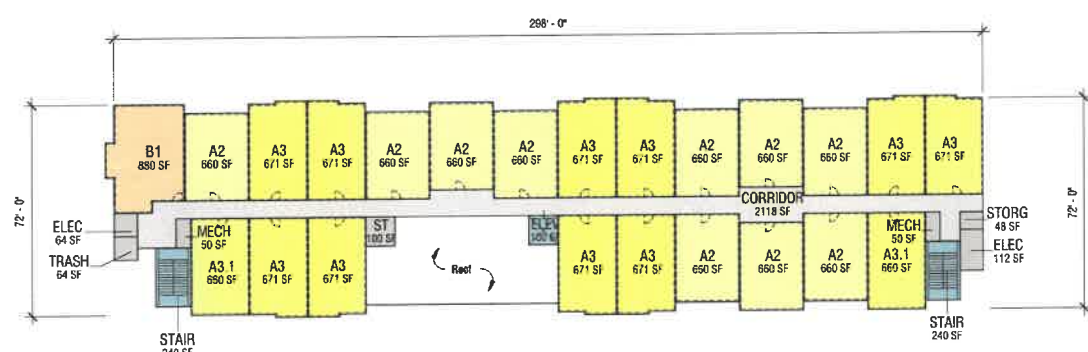 298' - 0"
72' - 0"
72' - 0"
B1
880 SF
A2
660 SF
A3
671 SF
A3
671 SF
A2
660 SF
A2
660 SF
A2
660 SF
A3
671 SF
A3
671 SF
A2
660 SF
A2
660 SF
A2
660 SF
A3
671 SF
A3
671 SF
CORRIDOR
2118 SF
ELEC
64 SF
TRASH
64 SF
MECH
50 SF
A3.1
660 SF
A3
671 SF
A3
671 SF
ST
100 SF
Roof
ELEV
A3
671 SF
A3
671 SF
A2
660 SF
A2
660 SF
A2
660 SF
MECH
50 SF
A3.1
660 SF
STORG
48 SF
ELEC
112 SF
STAIR
240 SF
STAIR
240 SF